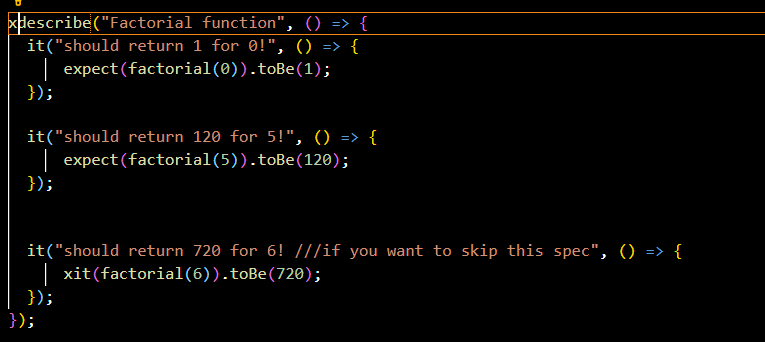 xdescribe("Factorial function", () => {
it("should return 1 for 0!", () => {
expect(factorial(0)).toBe(1);
});
it("should return 120 for 5!", () => {
expect(factorial(5)).toBe(120);
});
it("should return 720 for 6! ///if you want to skip this spec", () => {
xit(factorial(6)).toBe(720);
});
});